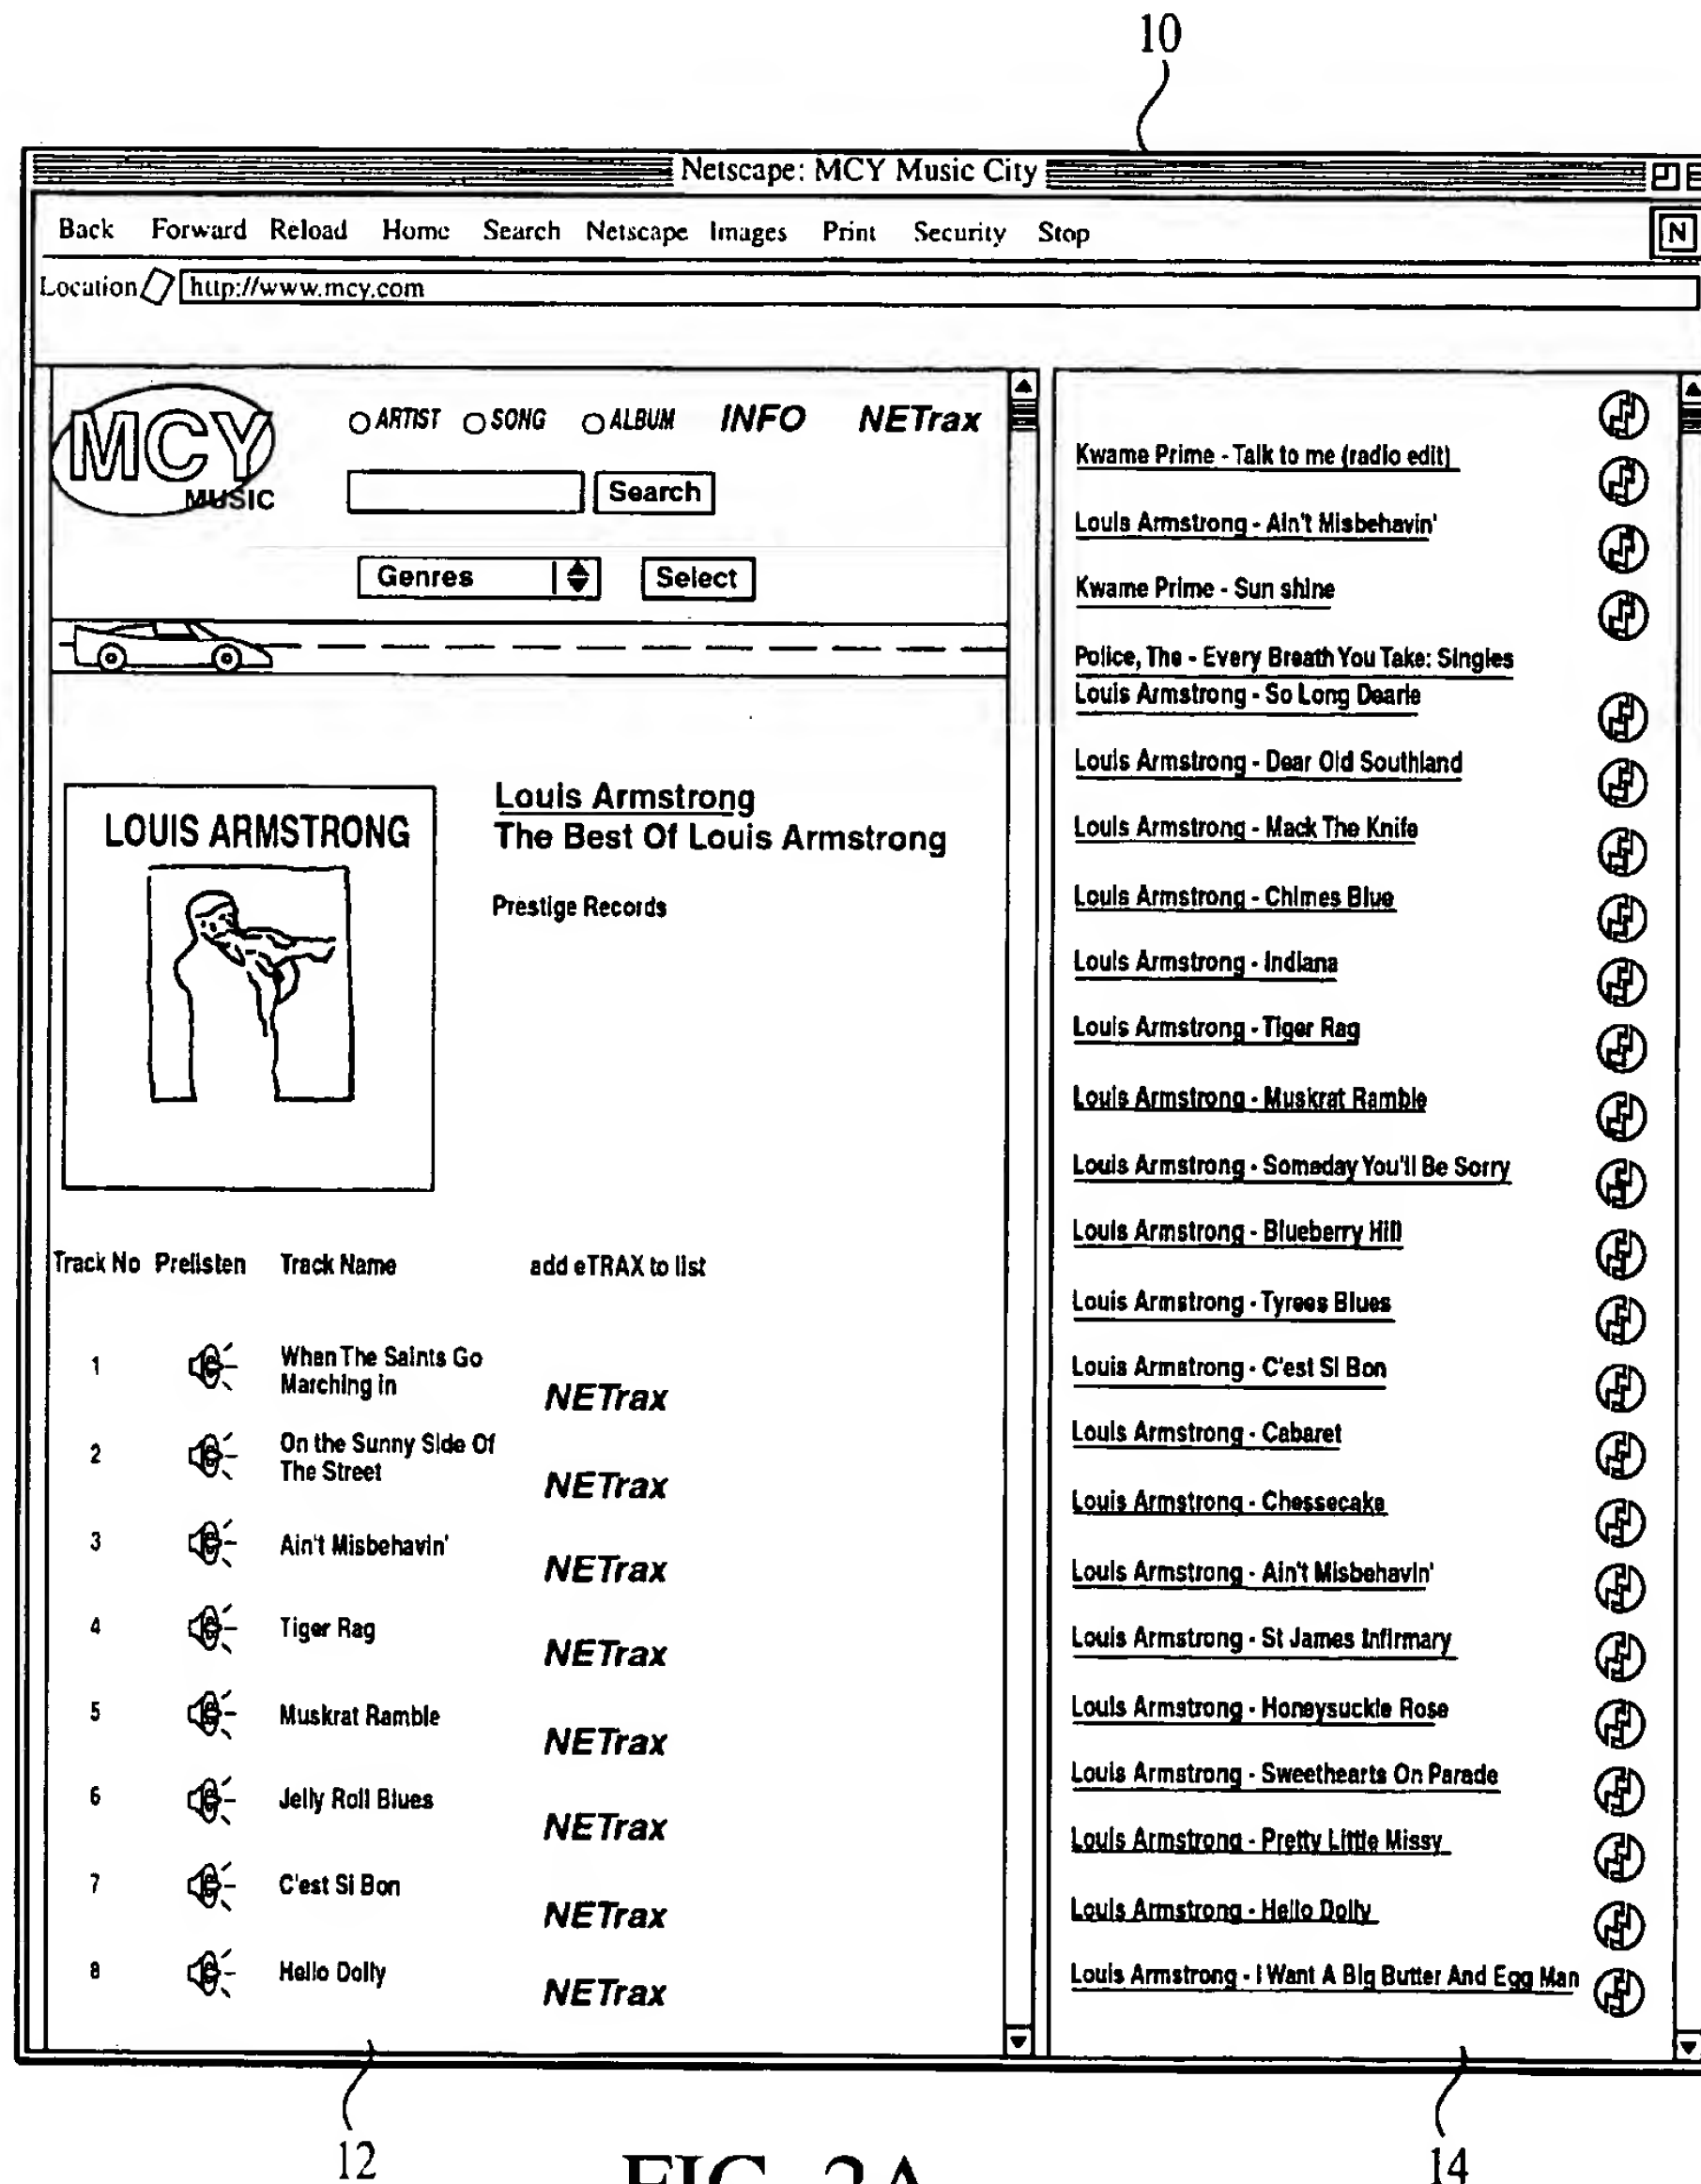 10
Netscape: MCY Music City
Back Forward Reload Home Search Netscape Images Print Security Stop
N
Location http://www.mcy.com
MCY
MUSIC
ARTIST SONG ALBUM INFO NETrax
Search
Genres Select
LOUIS ARMSTRONG
Louis Armstrong
The Best Of Louis Armstrong
Prestige Records
Track No Prelisten Track Name add eTRAX to list
1 When The Saints Go
Marching in
NETrax
2 On the Sunny Side Of
The Street
NETrax
3 Ain't Misbehavin'
NETrax
4 Tiger Rag
NETrax
5 Muskrat Ramble
NETrax
6 Jelly Roll Blues
NETrax
7 C'est Si Bon
NETrax
8 Hello Dolly
NETrax
Kwame Prime - Talk to me (radio edit)
Louis Armstrong - Ain't Misbehavin'
Kwame Prime - Sun shine
Police, The - Every Breath You Take: Singles
Louis Armstrong - So Long Dearie
Louis Armstrong - Dear Old Southland
Louis Armstrong - Mack The Knife
Louis Armstrong - Chimes Blue
Louis Armstrong - Indiana
Louis Armstrong - Tiger Rag
Louis Armstrong - Muskrat Ramble
Louis Armstrong - Someday You'll Be Sorry
Louis Armstrong - Blueberry Hill
Louis Armstrong - Tyrees Blues
Louis Armstrong - C'est Si Bon
Louis Armstrong - Cabaret
Louis Armstrong - Chessecake
Louis Armstrong - Ain't Misbehavin'
Louis Armstrong - St James Infirmary
Louis Armstrong - Honeysuckle Rose
Louis Armstrong - Sweethearts On Parade
Louis Armstrong - Pretty Little Missy
Louis Armstrong - Hello Dolly
Louis Armstrong - I Want A Big Butter And Egg Man
12
14
FIG. 2A